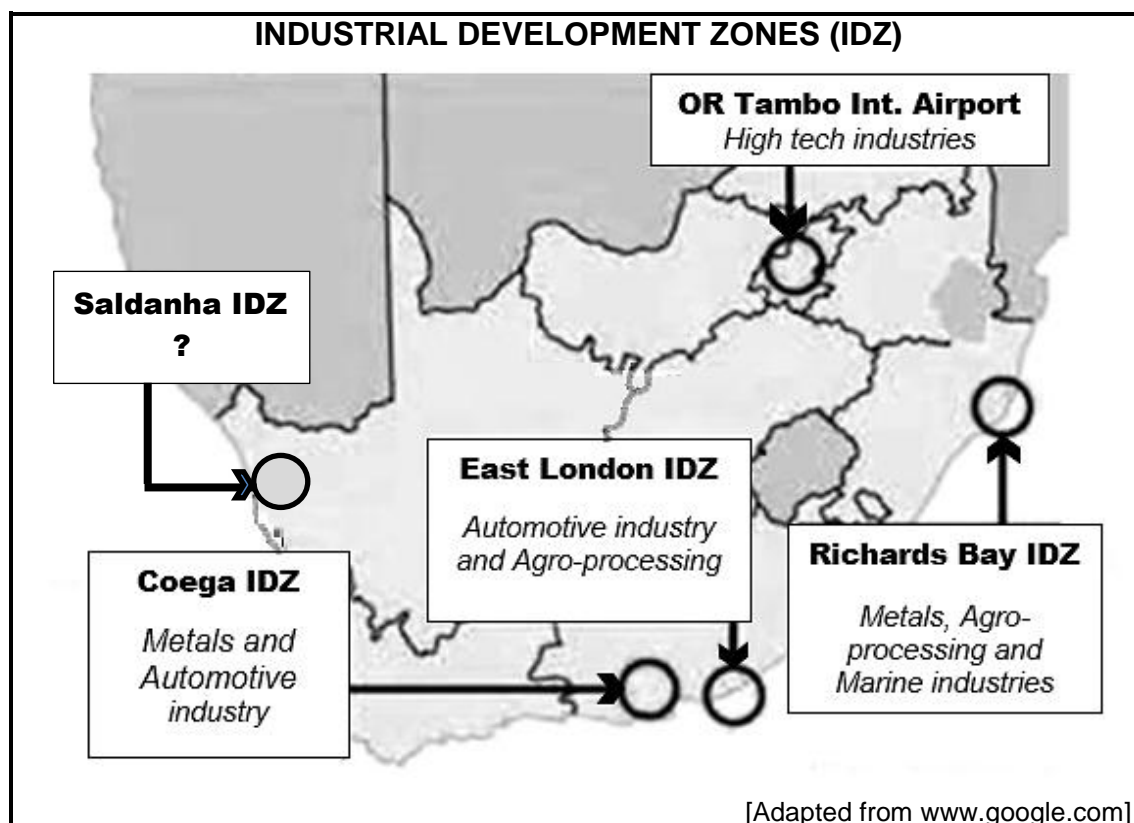 INDUSTRIAL DEVELOPMENT ZONES (IDZ)
OR Tambo Int. Airport
High tech industries
Saldanha IDZ
?
East London IDZ
Automotive industry
and Agro-processing
Richards Bay IDZ
Metals, Agro-
processing and
Marine industries
Coega IDZ
Metals and
Automotive
industry
[Adapted from www.google.com]